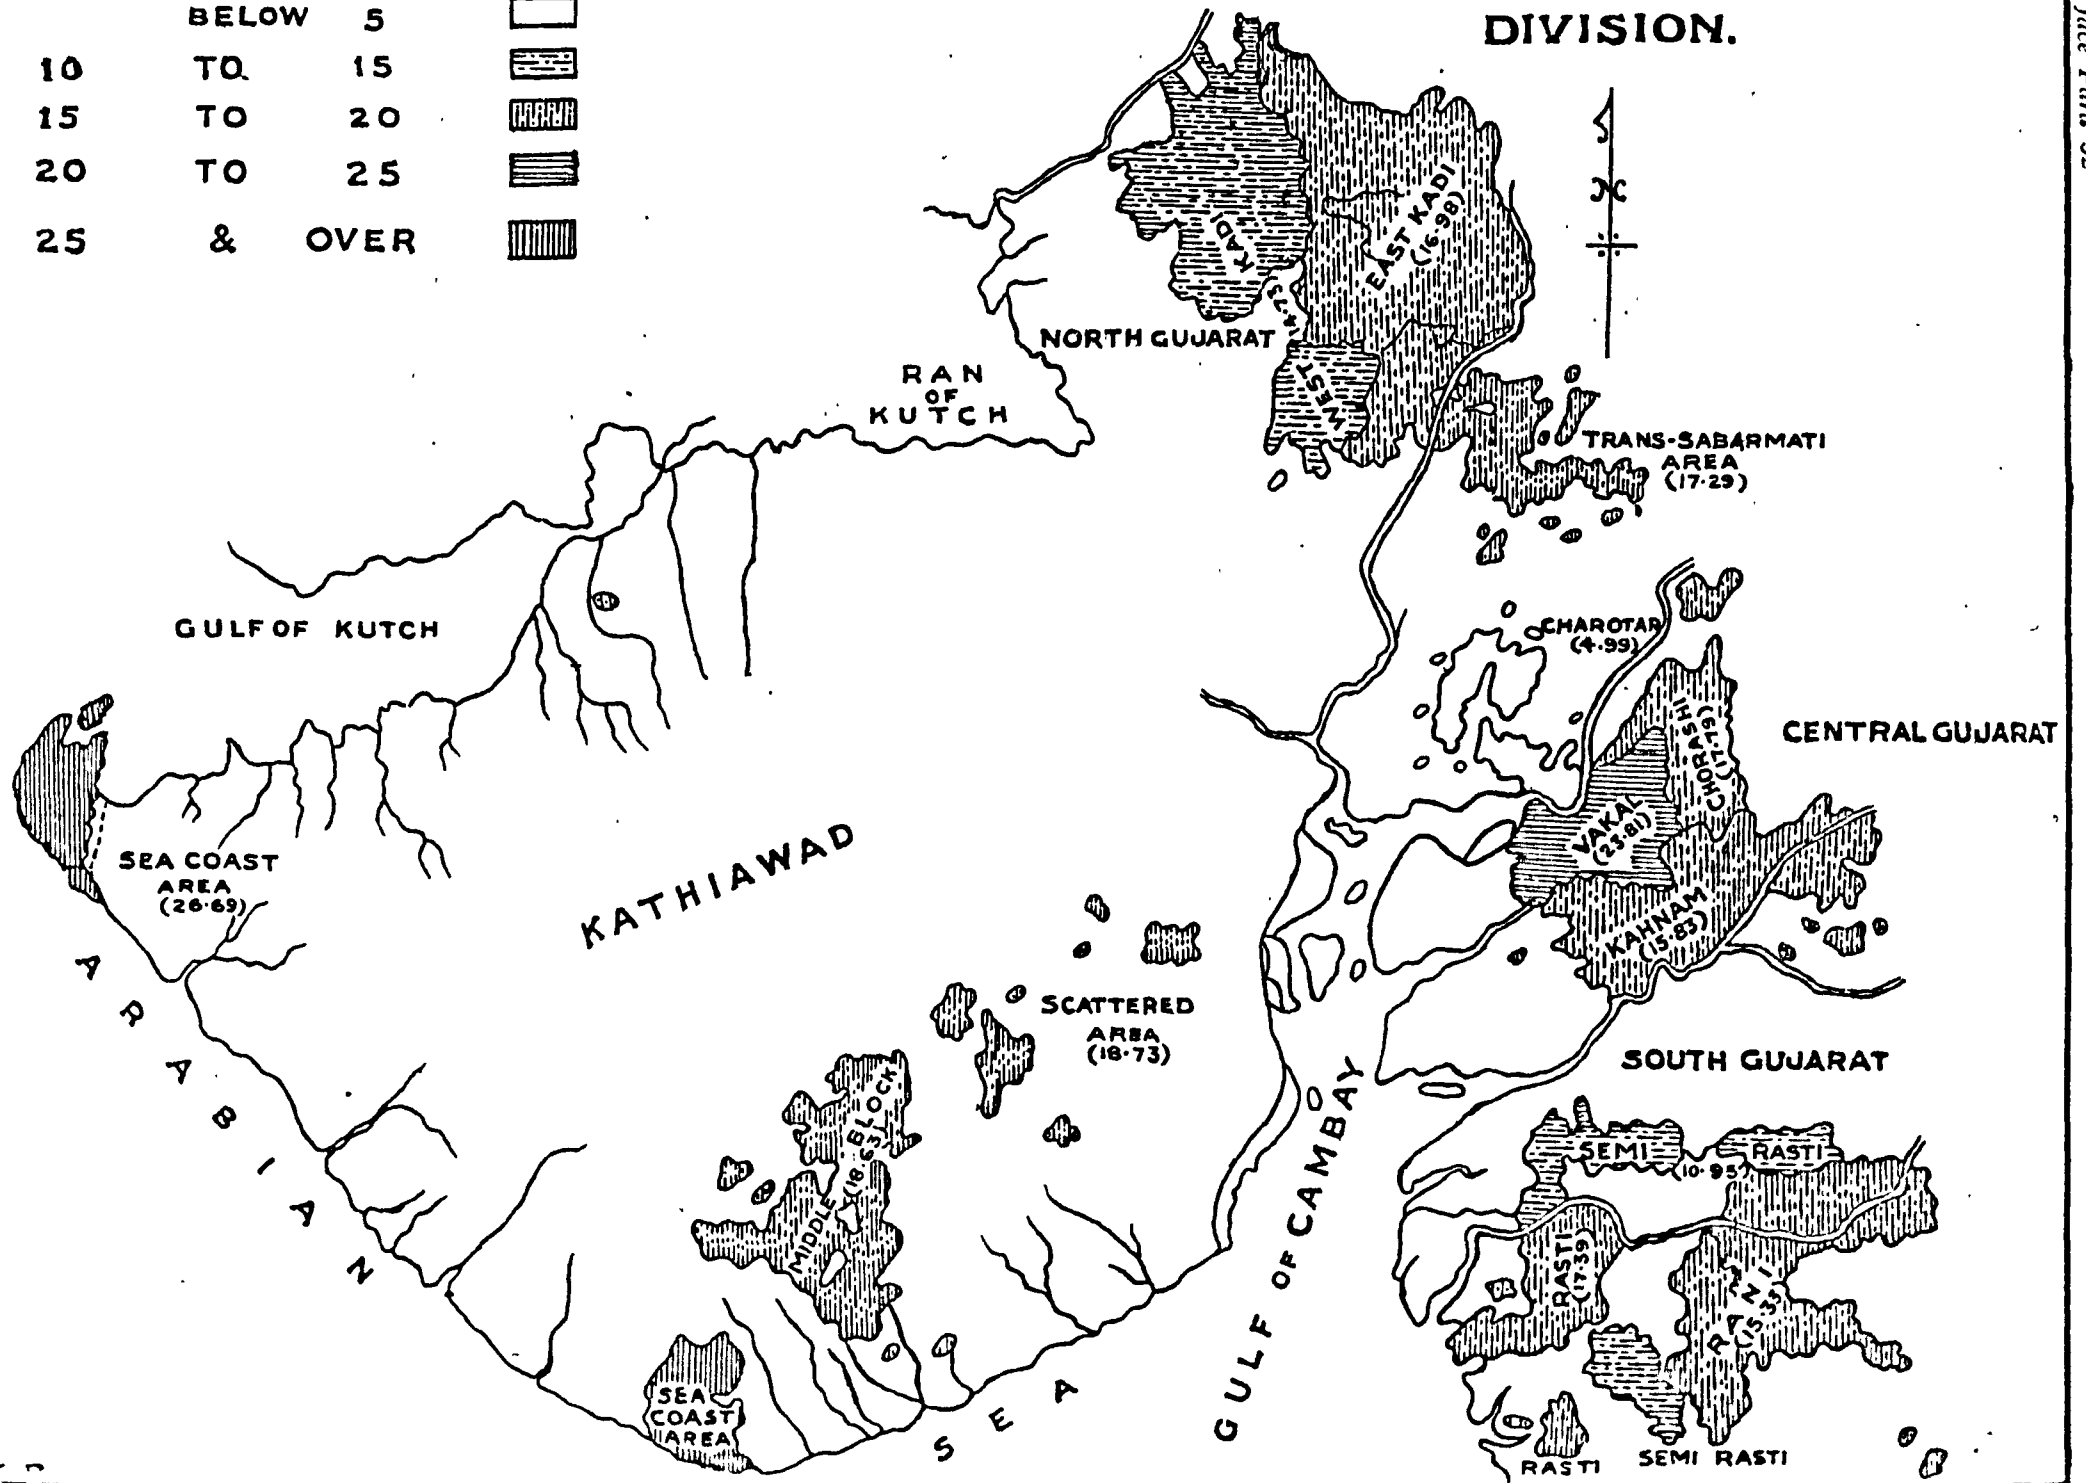 BELOW 5
10 TO 15
15 TO 20
20 TO 25
25 & OVER
DIVISION.
KADI
EAST KADI
(16.98)
(14.73)
NORTH GUJARAT
WEST
RAN
OF
KUTCH
TRANS-SABARMATI
AREA
(17.29)
GULF OF KUTCH
CHAROTAR
(4.99)
CHORASHI
(17.79)
CENTRAL GUJARAT
VAKAL
(23.81)
SEA COAST
AREA
(26.69)
KATHIAWAD
KAHNAM
(15.83)
SCATTERED
AREA
(18.73)
SOUTH GUJARAT
MIDDLE BLOCK
(18.63)
SEMI RASTI
(10.95)
RASTI
(17.39)
RANI
(15.33)
GULF OF CAMBAY
ARABIAN SEA
SEA
COAST
AREA
RASTI
SEMI RASTI